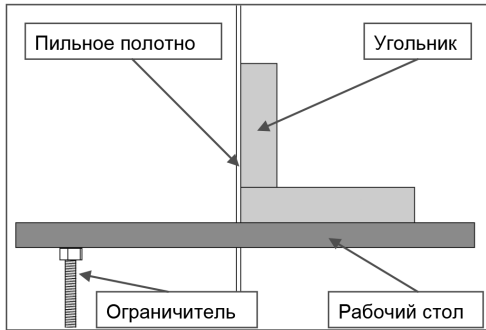 Пильное полотно
Угольник
Ограничитель
Рабочий стол